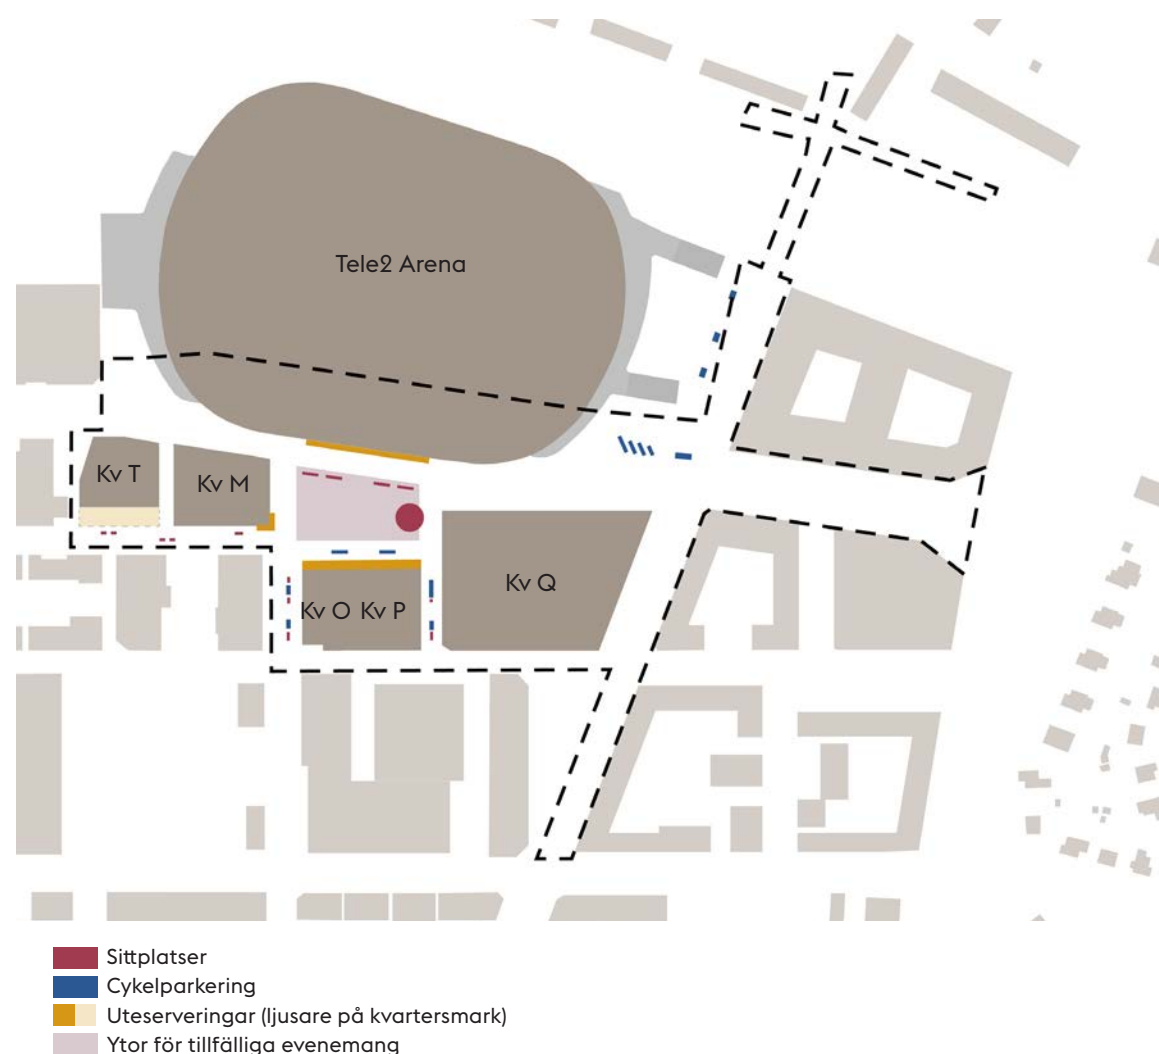 Tele2 Arena
Kv T
Kv M
Kv O Kv P
Kv Q
Sittplatser
Cykelparkering
Uteserveringar (ljusare på kvartersmark)
Ytor för tillfälliga evenemang